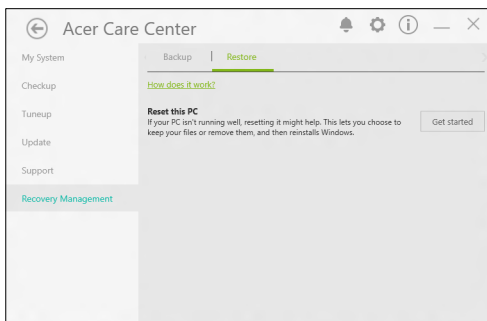 Acer Care Center
My System
Checkup
Tuneup
Update
Support
Recovery Management
Backup | Restore
How does it work?
Reset this PC
If your PC isn't running well, resetting it might help. This lets you choose to
keep your files or remove them, and then reinstalls Windows.
Get started